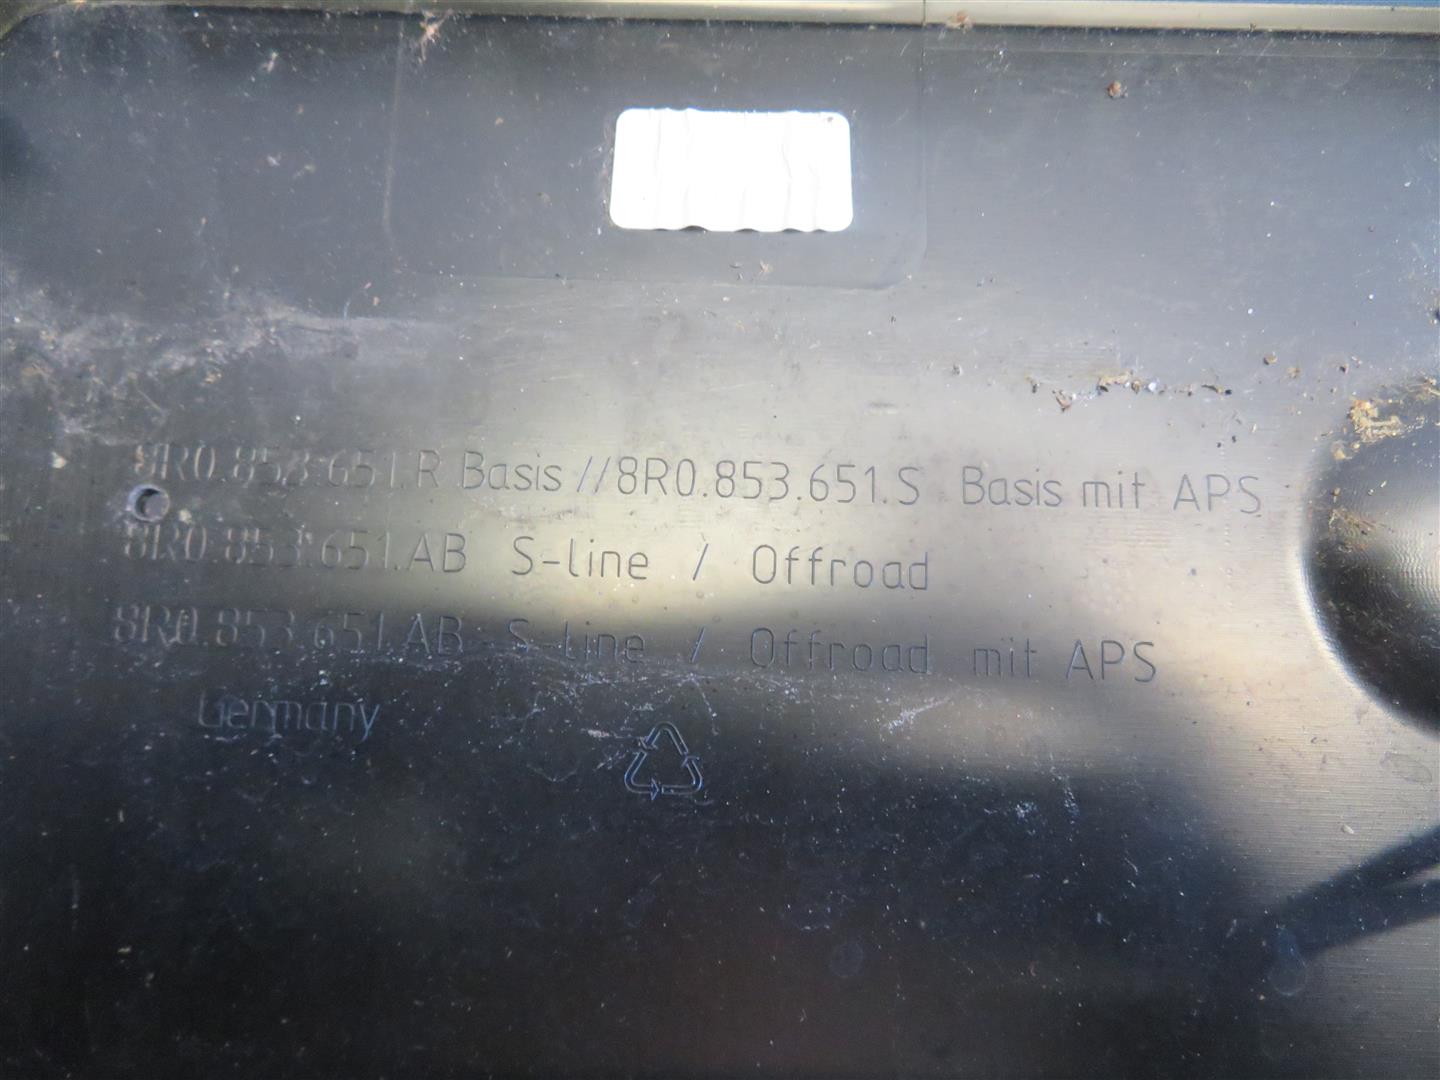 8R0.853.651.R Basis //8R0.853.651.S Basis mit APS
8R0.853.651.AB S-line / Offroad
8R0.853.651.AB S-line / Offroad mit APS
Germany